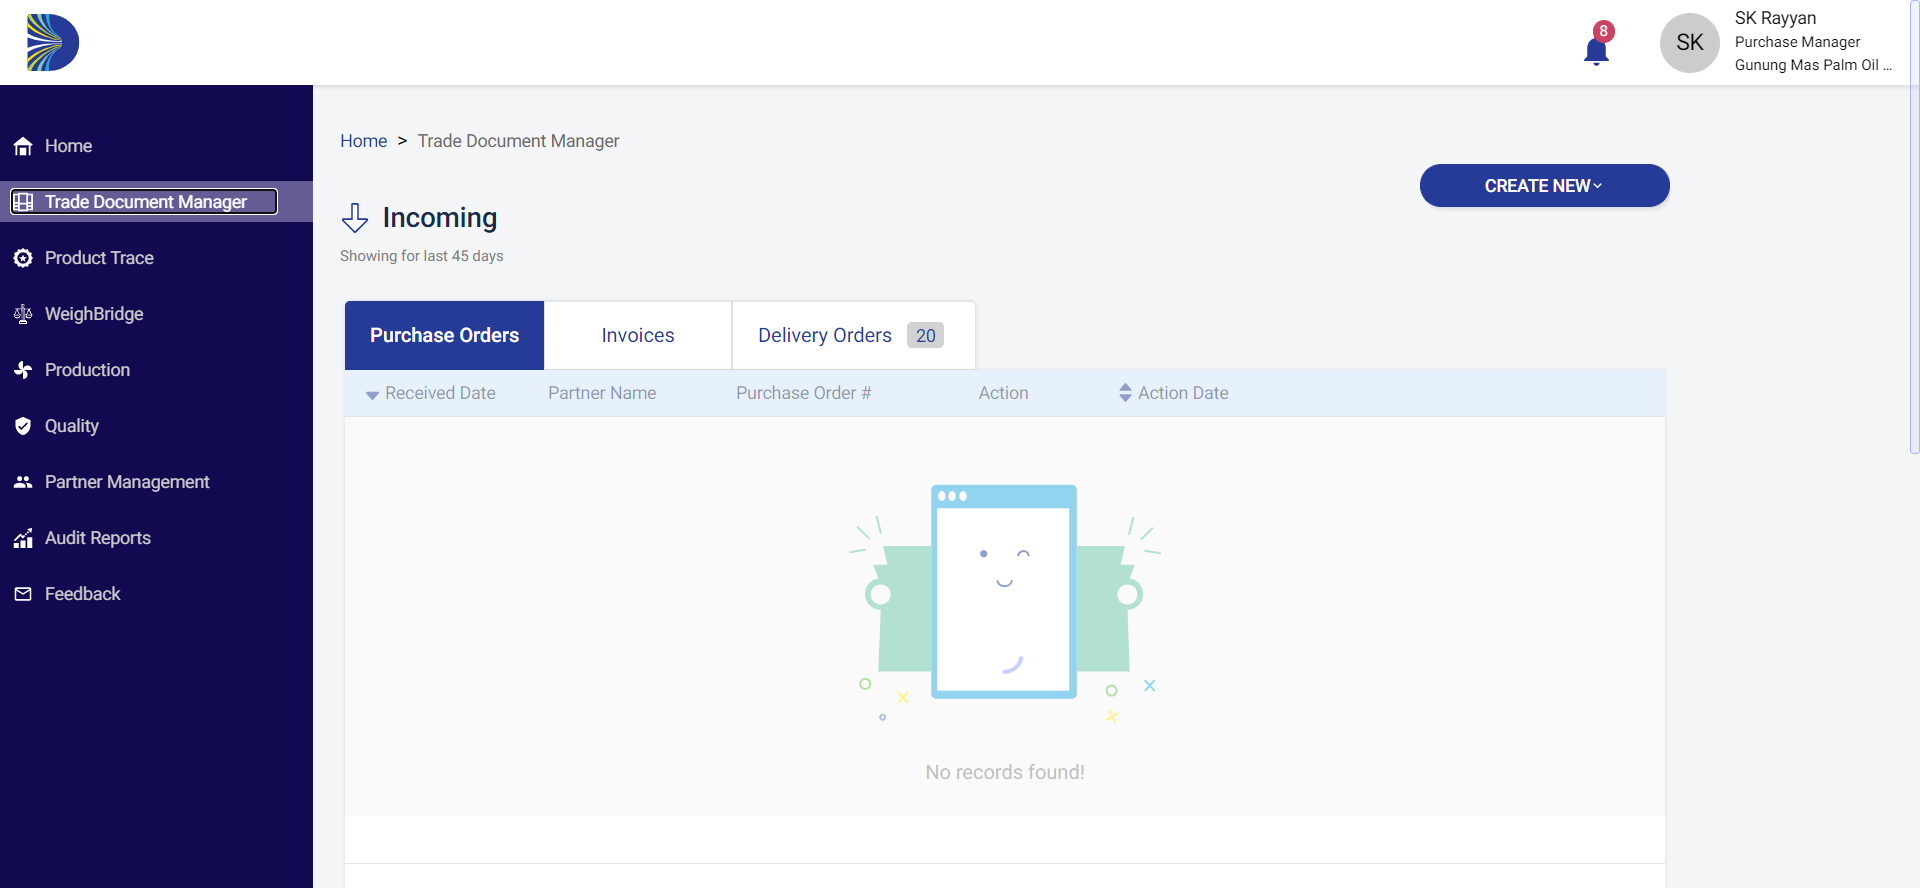 8
SK
SK Rayyan
Purchase Manager
Gunung Mas Palm Oil ...
Home
Trade Document Manager
Product Trace
WeighBridge
Production
Quality
Partner Management
Audit Reports
Feedback
Home > Trade Document Manager
CREATE NEW
Incoming
Showing for last 45 days
Purchase Orders Invoices Delivery Orders 20
Received Date Partner Name Purchase Order # Action Action Date
No records found!